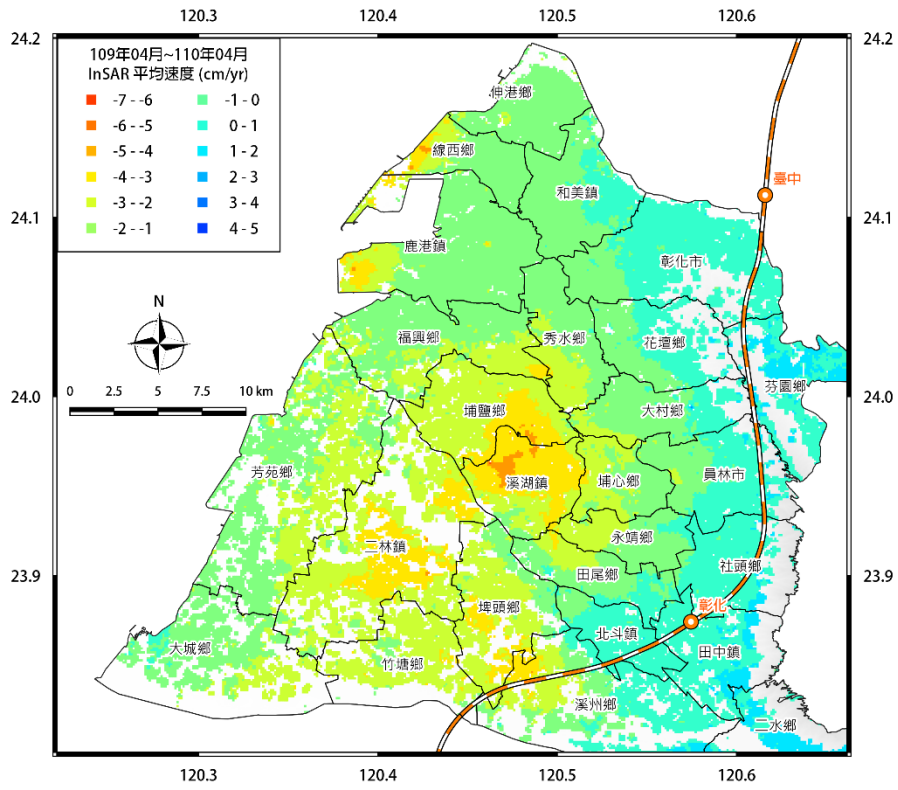 120.3 120.4 120.5 120.6
24.2 24.2
109年04月~110年04月
InSAR 平均速度 (cm/yr)
-7 - -6 -1 - 0
-6 - -5 0 - 1
-5 - -4 1 - 2
-4 - -3 2 - 3
-3 - -2 3 - 4
-2 - -1 4 - 5
伸港鄉
線西鄉
和美鎮
臺中
24.1 24.1
鹿港鎮
彰化市
N
福興鄉
秀水鄉
花壇鄉
0 2.5 5 7.5 10 km
芬園鄉
24.0 24.0
埔鹽鄉
大村鄉
芳苑鄉
溪湖鎮
埔心鄉
員林市
永靖鄉
二林鎮
社頭鄉
田尾鄉
23.9 23.9
埤頭鄉
彰化
北斗鎮
大城鄉
竹塘鄉
田中鎮
溪州鄉
二水鄉
120.3 120.4 120.5 120.6